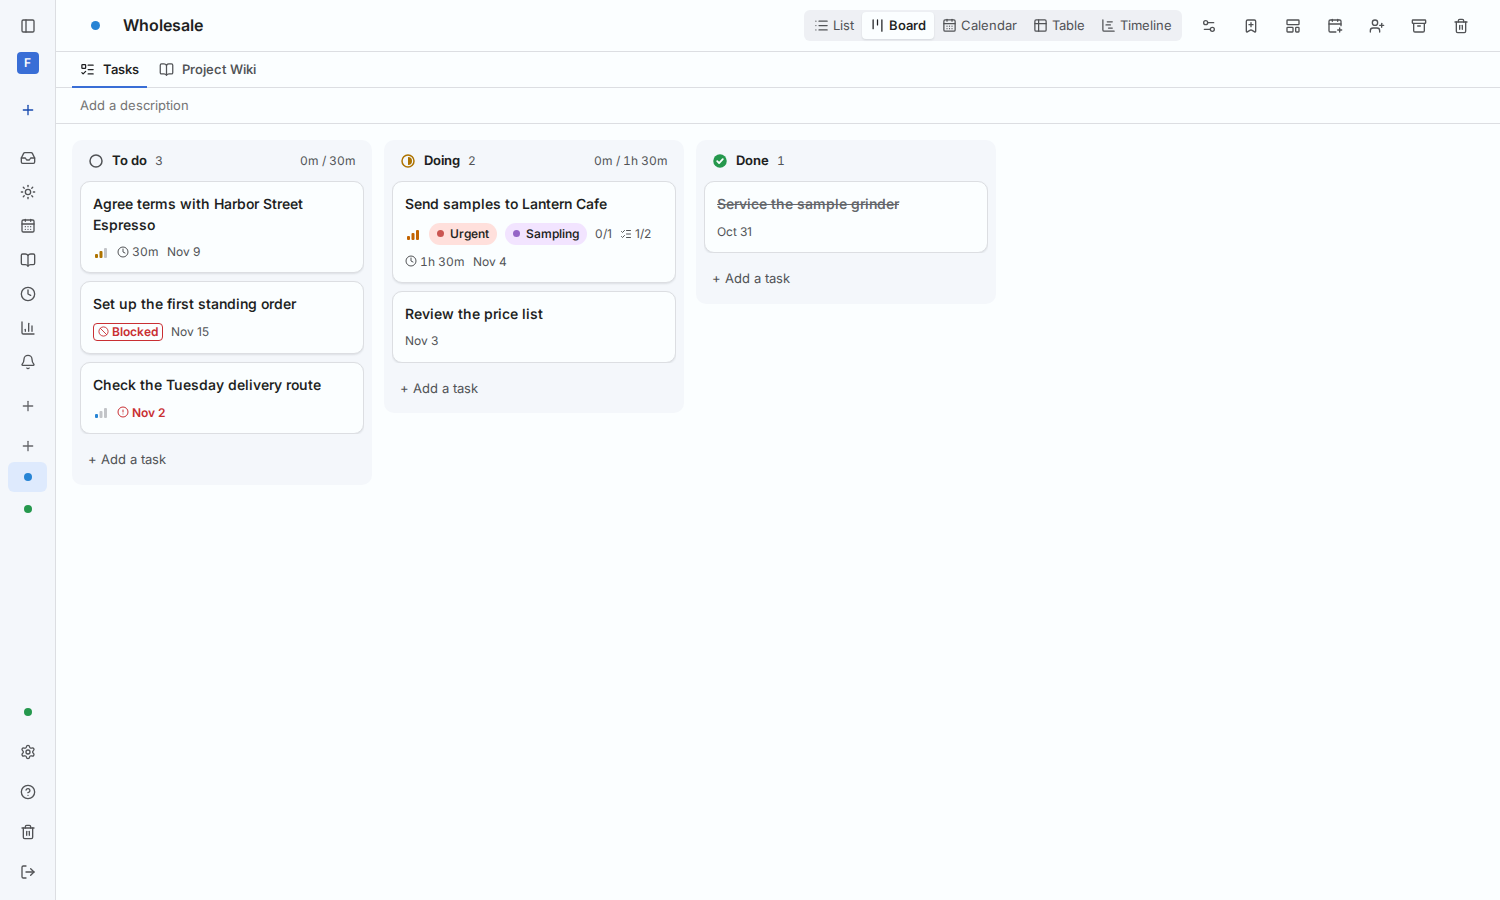 Wholesale
List
Board
Calendar
Table
Timeline
F
Tasks
Project Wiki
Add a description
To do 3 0m / 30m
Agree terms with Harbor Street
Espresso
30m Nov 9
Set up the first standing order
Blocked Nov 15
Check the Tuesday delivery route
Nov 2
+ Add a task
Doing 2 0m / 1h 30m
Send samples to Lantern Cafe
Urgent Sampling 0/1 1/2
1h 30m Nov 4
Review the price list
Nov 3
+ Add a task
Done 1
Service the sample grinder
Oct 31
+ Add a task